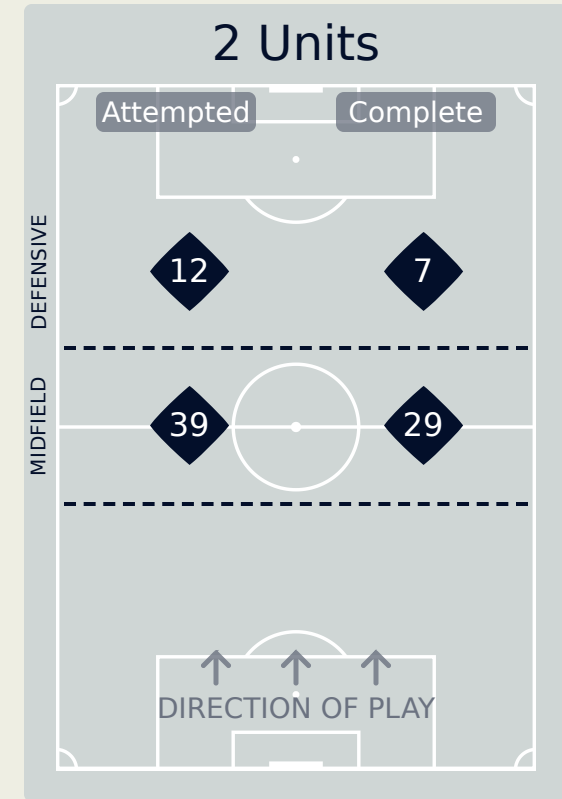 2 Units
Attempted Complete
DEFENSIVE
12 7
MIDFIELD
39 29
DIRECTION OF PLAY